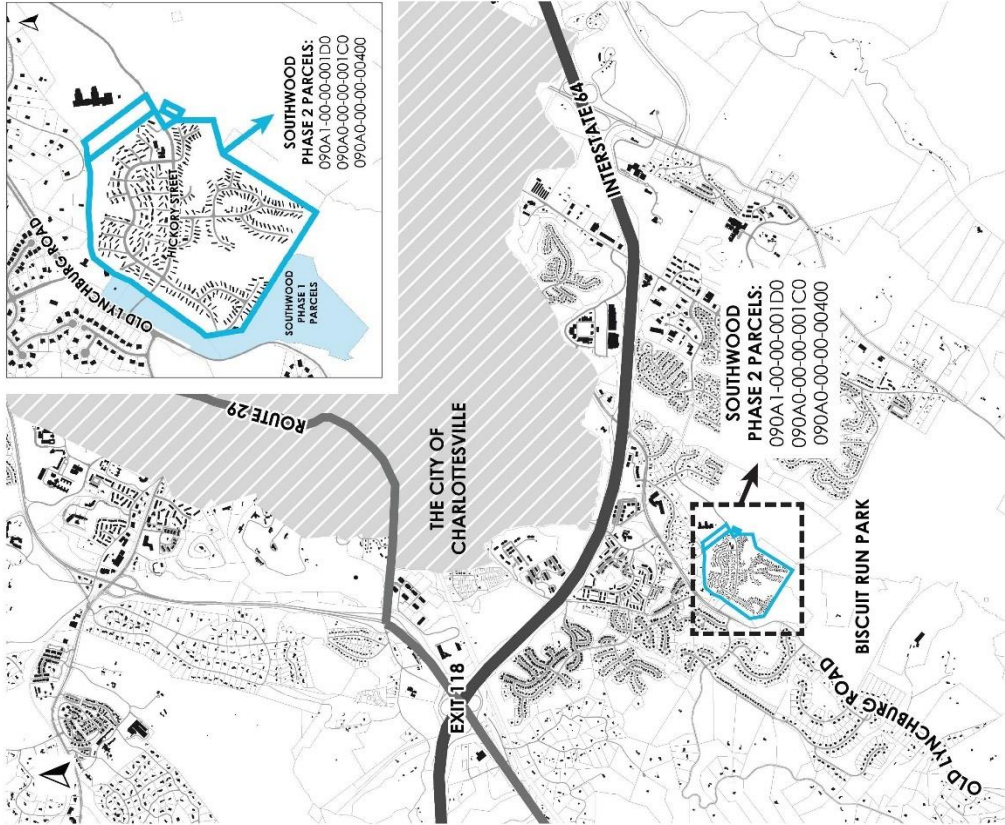 SOUTHWOOD
PHASE 2 PARCELS:
090A1-00-00-001D0
090A0-00-00-001C0
090A0-00-00-00400
HICKORY STREET
OLD LYNCHBURG ROAD
SOUTHWOOD
PHASE 1
PARCELS
ROUTE 29
THE CITY OF
CHARLOTTESVILLE
INTERSTATE 64
EXIT 118
SOUTHWOOD
PHASE 2 PARCELS:
090A1-00-00-001D0
090A0-00-00-001C0
090A0-00-00-00400
BISCUIT RUN PARK
OLD LYNCHBURG ROAD